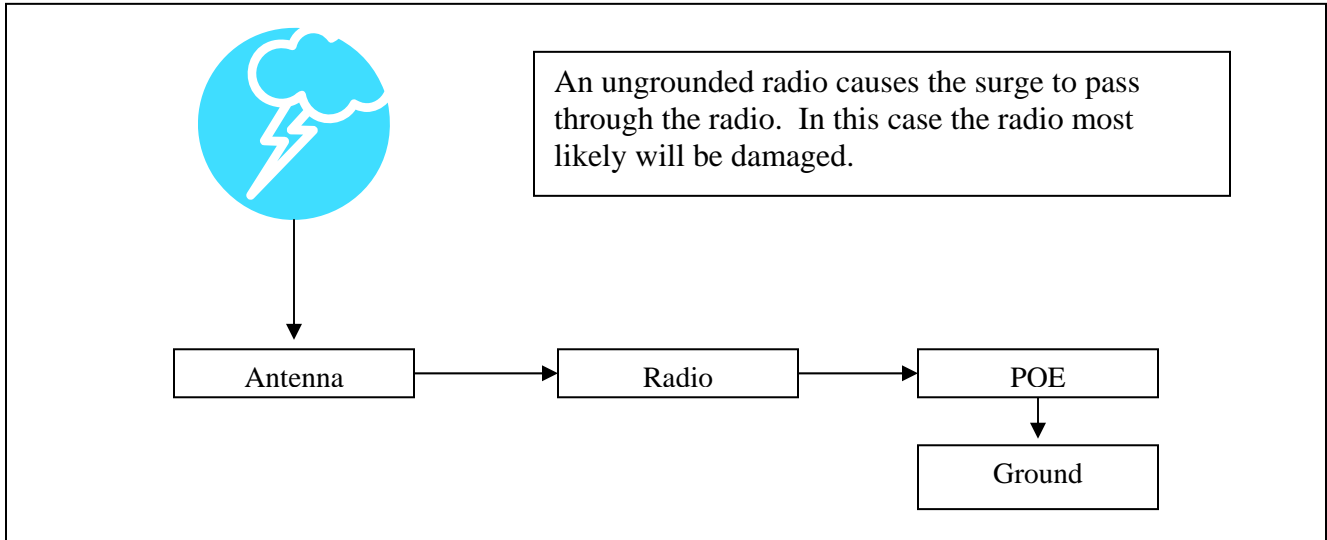 An ungrounded radio causes the surge to pass
through the radio.  In this case the radio most
likely will be damaged.
Antenna
Radio
POE
Ground